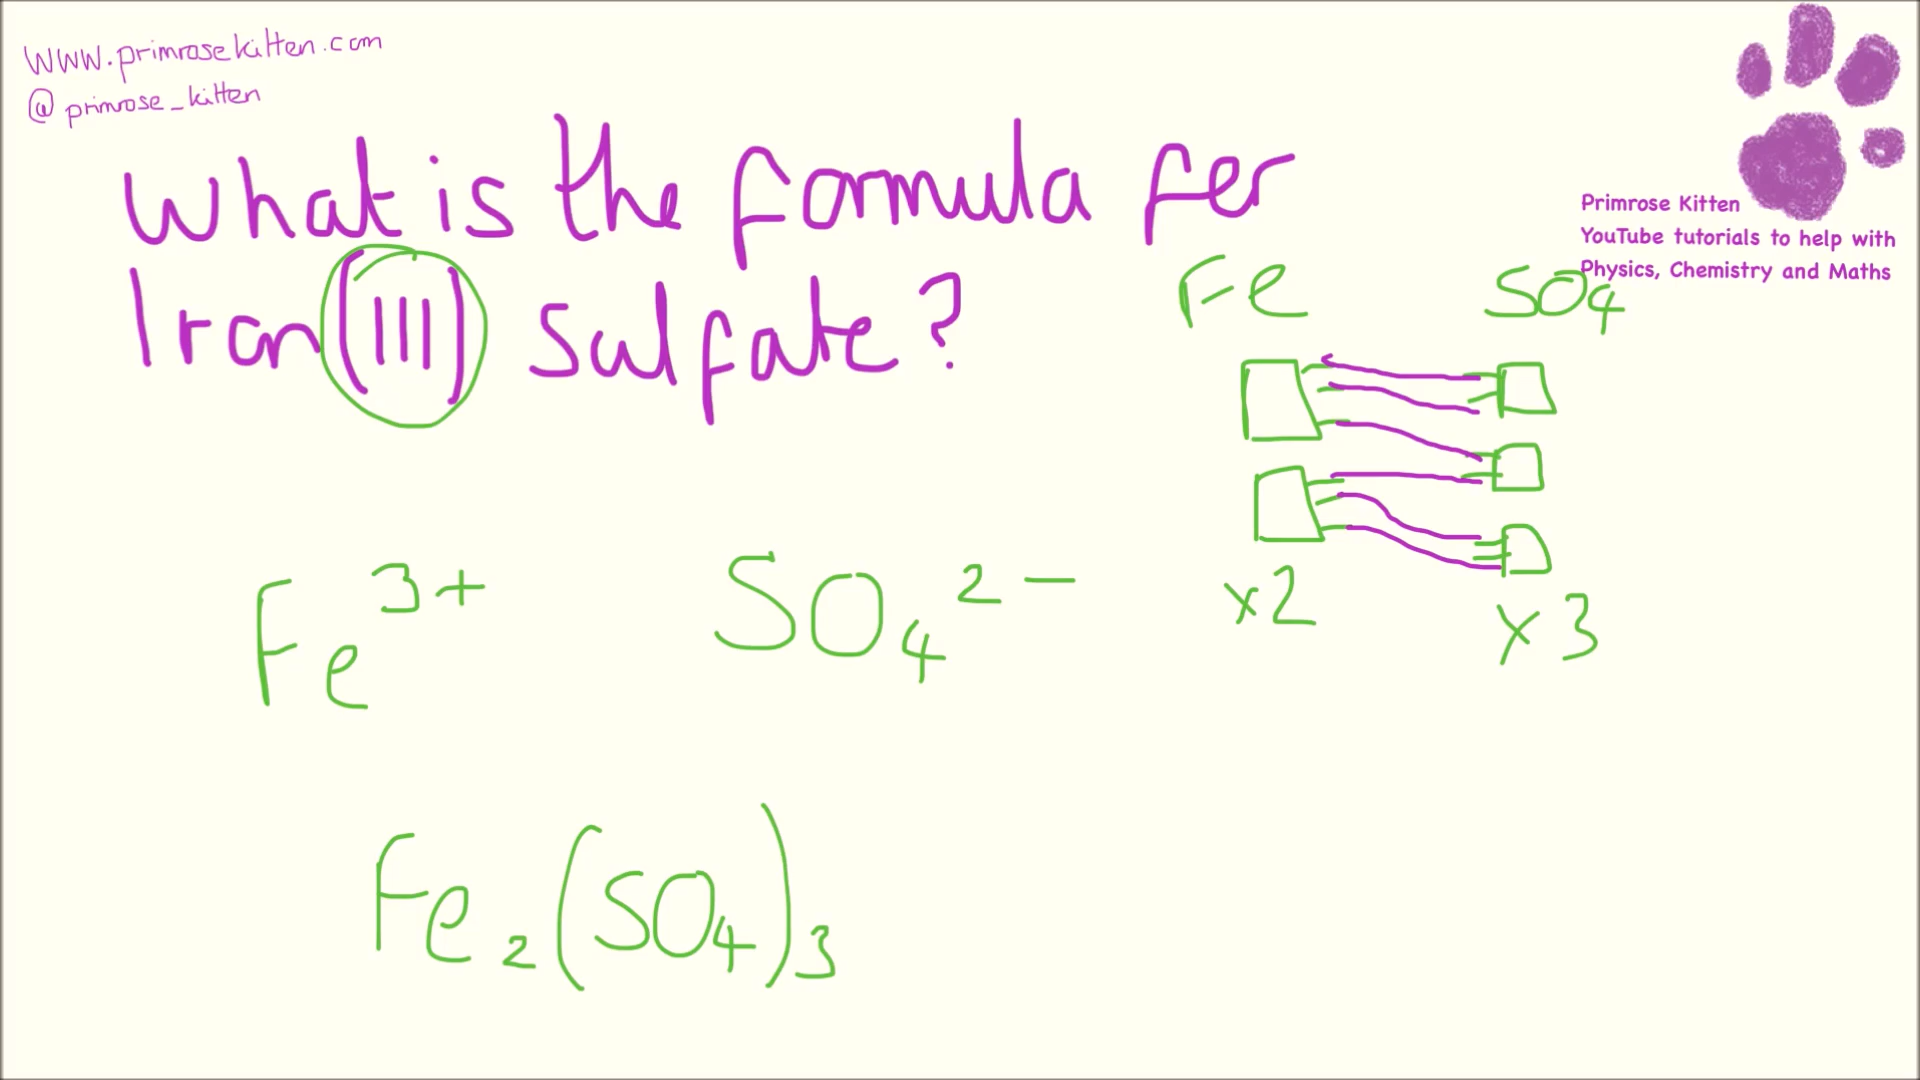 www.primrosekitten.com
@primrose_kitten
What is the formula for
Iron (III) sulfate?
Primrose Kitten
YouTube tutorials to help with
Physics, Chemistry and Maths
Fe SO₄
x2 x3
Fe³⁺ SO₄²⁻
Fe₂(SO₄)₃